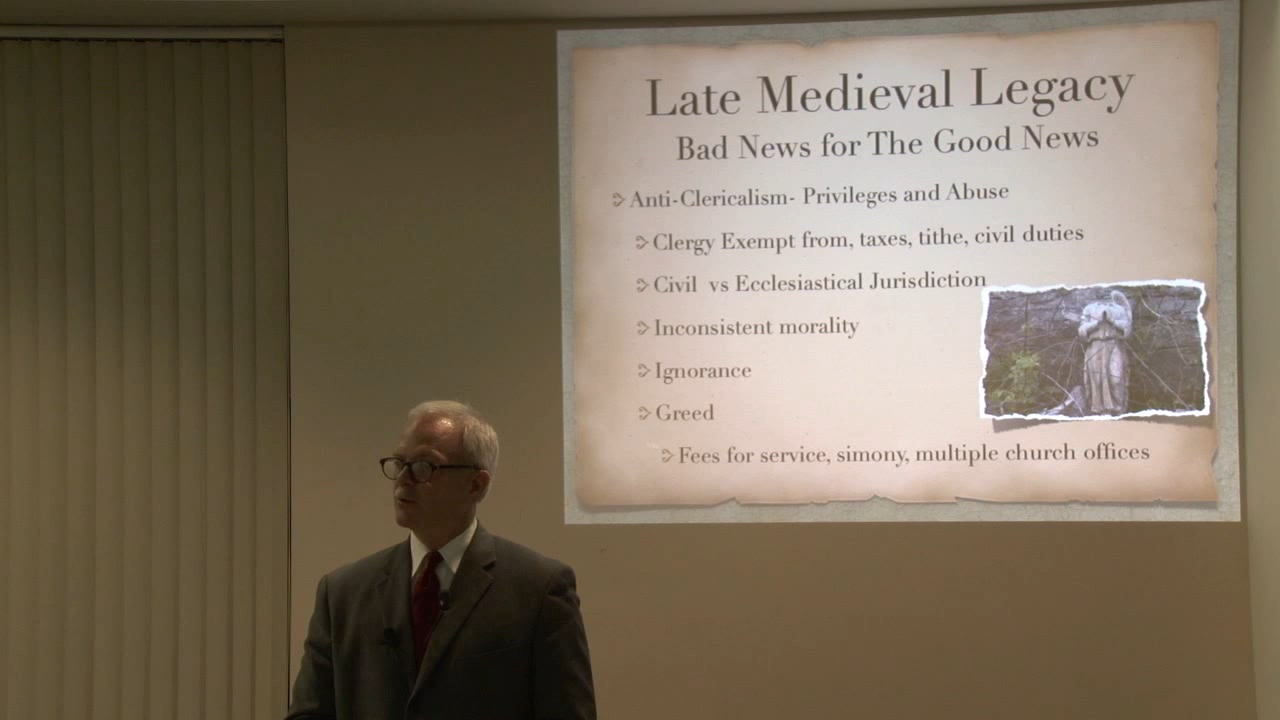 Late Medieval Legacy
Bad News for The Good News
Anti-Clericalism- Privileges and Abuse
Clergy Exempt from, taxes, tithe, civil duties
Civil vs Ecclesiastical Jurisdiction
Inconsistent morality
Ignorance
Greed
Fees for service, simony, multiple church offices